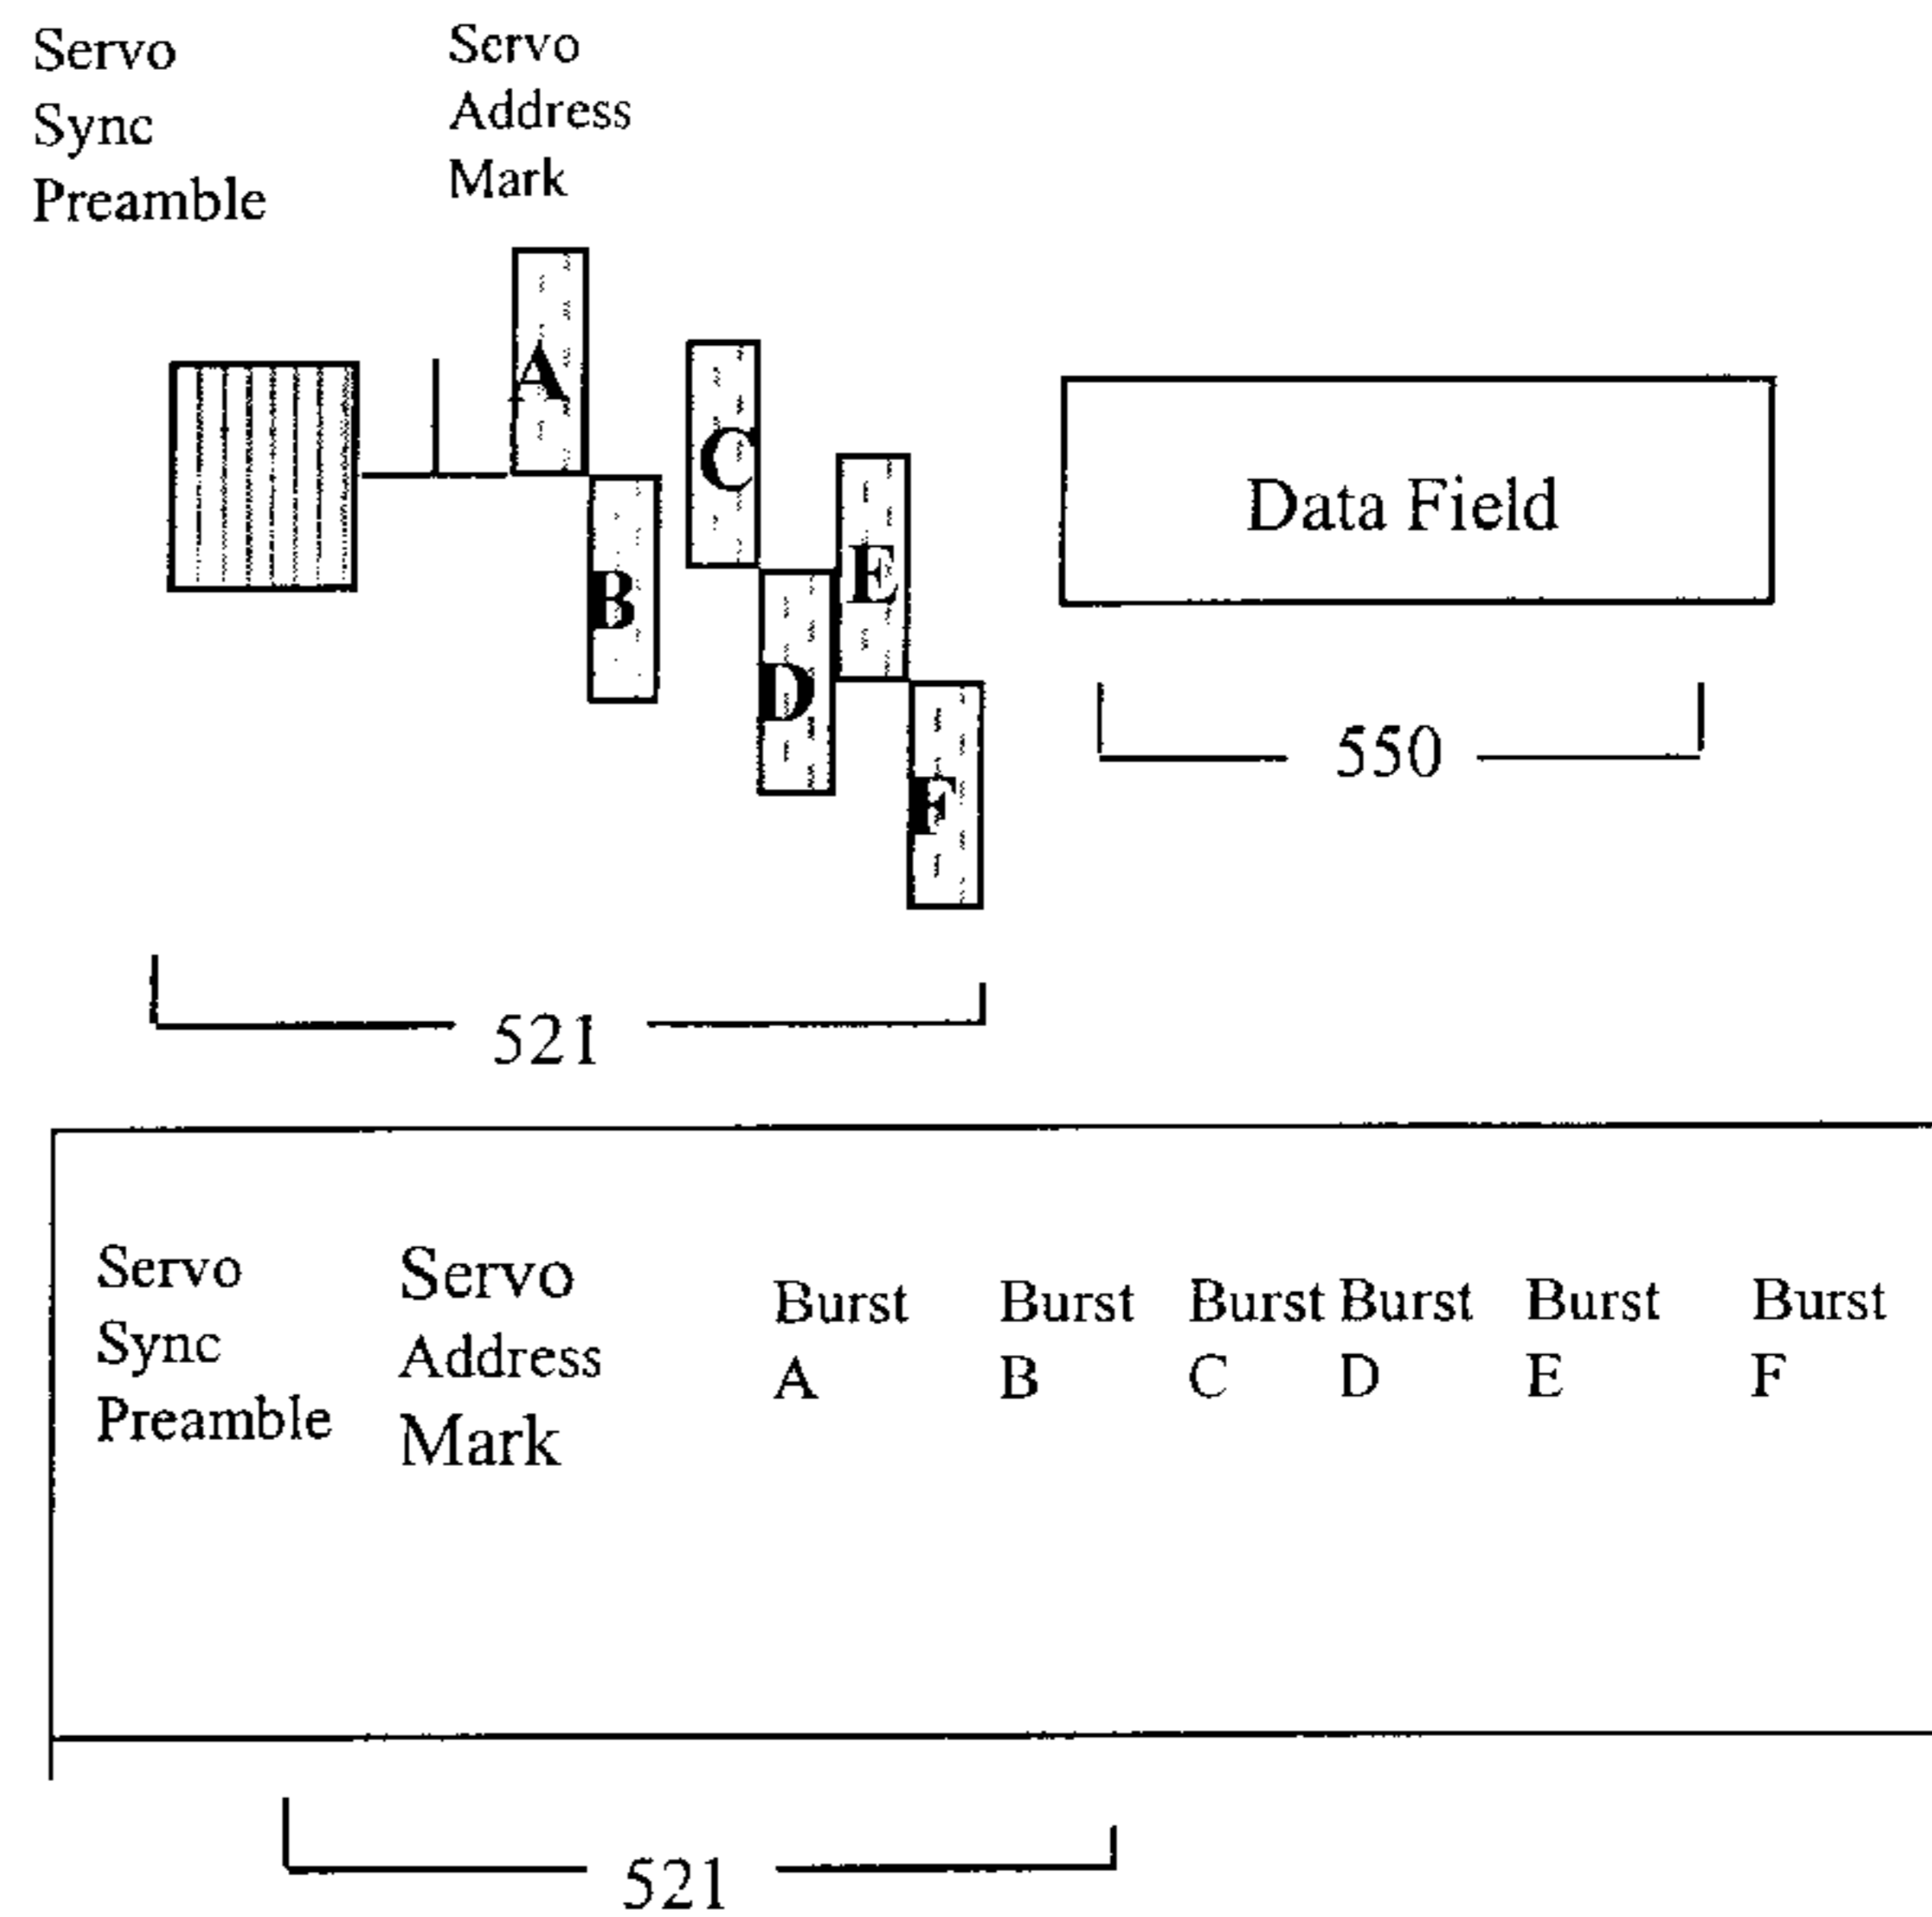 Servo
Sync
Preamble
Servo
Address
Mark
A
B
C
D
E
F
Data Field
550
521
Servo
Sync
Preamble
Servo
Address
Mark
Burst
A
Burst
B
Burst
C
Burst
D
Burst
E
Burst
F
521